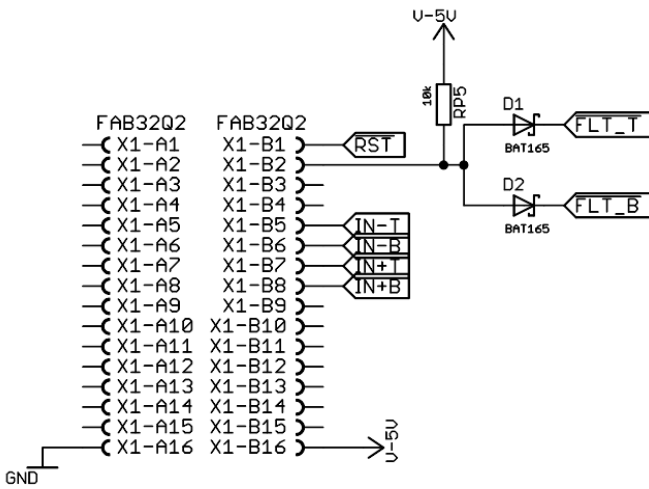 V-5V
10k
RP5
D1
FAB32Q2 FAB32Q2
X1-A1 X1-B1 RST FLT_T
BAT165
X1-A2 X1-B2
X1-A3 X1-B3 D2
X1-A4 X1-B4 FLT_B
BAT165
X1-A5 X1-B5 IN-T
X1-A6 X1-B6 IN-B
X1-A7 X1-B7 IN+T
X1-A8 X1-B8 IN+B
X1-A9 X1-B9
X1-A10 X1-B10
X1-A11 X1-B11
X1-A12 X1-B12
X1-A13 X1-B13
X1-A14 X1-B14
X1-A15 X1-B15
X1-A16 X1-B16 V-5V
GND